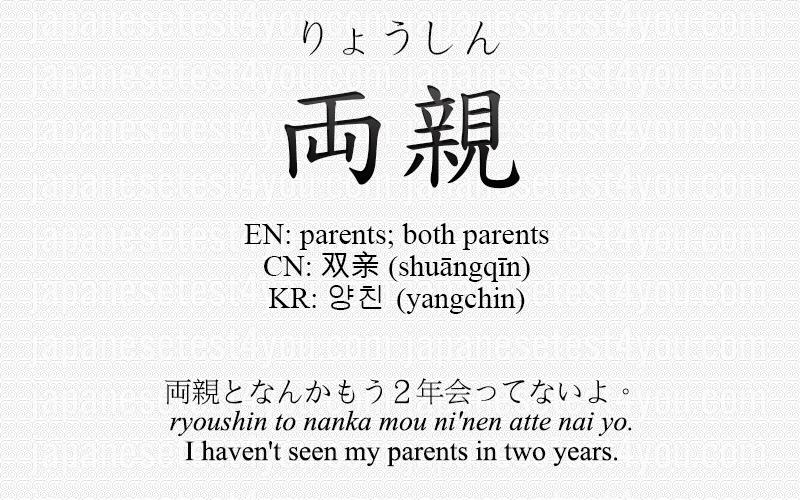 りょうしん
両親
EN: parents; both parents
CN: 双亲 (shuāngqīn)
KR: 양친 (yangchin)
両親となんかもう２年会ってないよ。
ryoushin to nanka mou ni'nen atte nai yo.
I haven't seen my parents in two years.
japanesetest4you.com